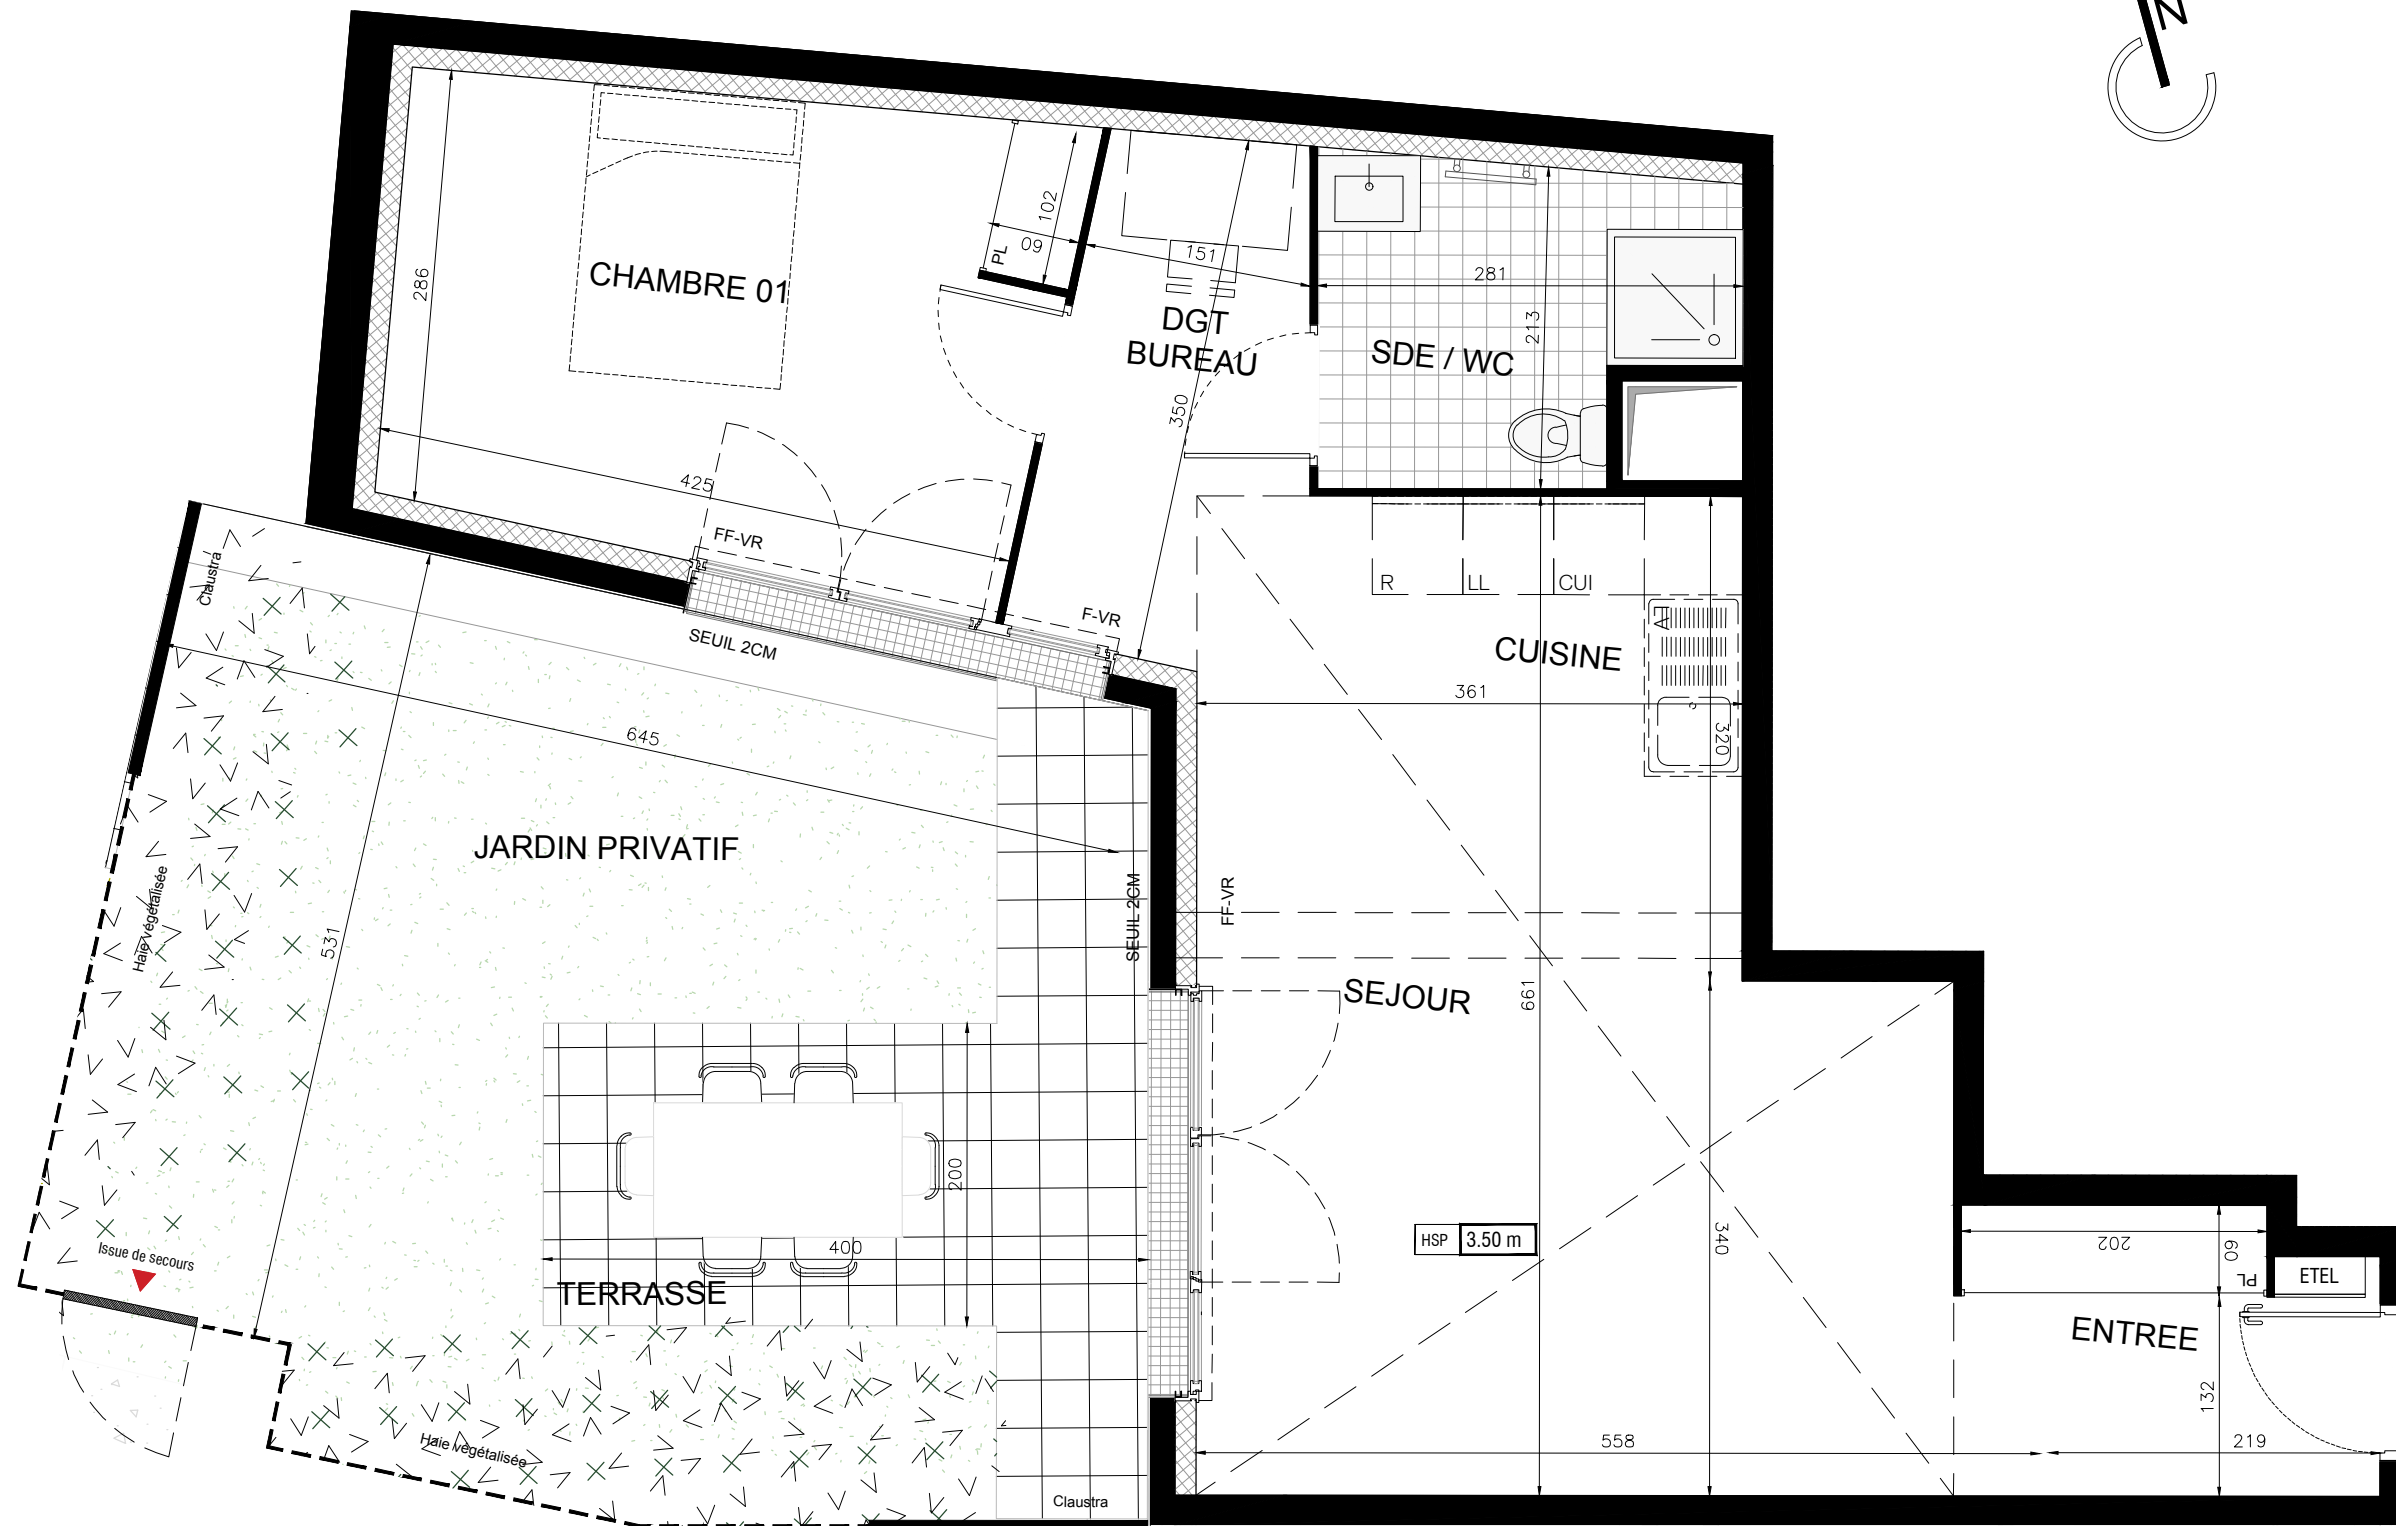 N
CHAMBRE 01
286
425
PL
60
102
DGT
BUREAU
151
350
281
213
SDE / WC
FF-VR
F-VR
SEUIL 2CM
R
LL
CUI
AT
CUISINE
361
320
Claustra
645
JARDIN PRIVATIF
531
Haie végétalisée
SEUIL 2CM
FF-VR
SEJOUR
661
340
HSP 3.50 m
200
400
TERRASSE
Issue de secours
Haie végétalisée
Claustra
558
219
202
60
PL
ETEL
ENTREE
132